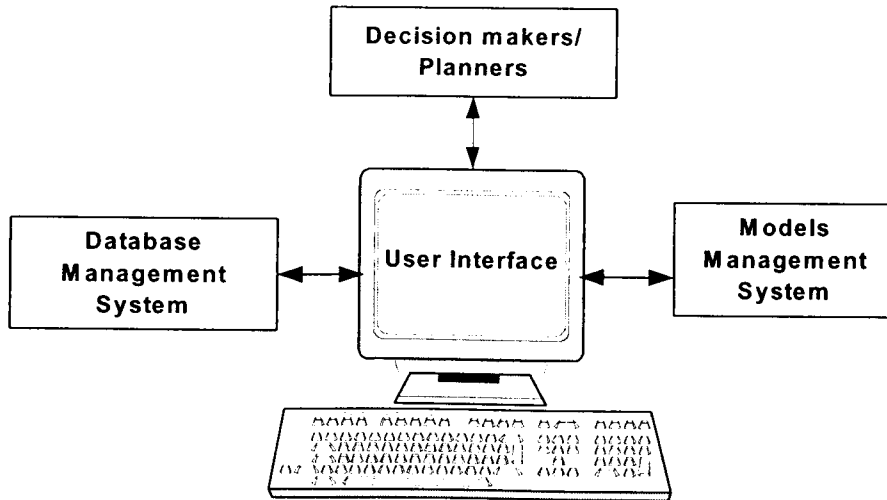 Decision makers/
Planners
Database
Management
System
User Interface
Models
Management
System